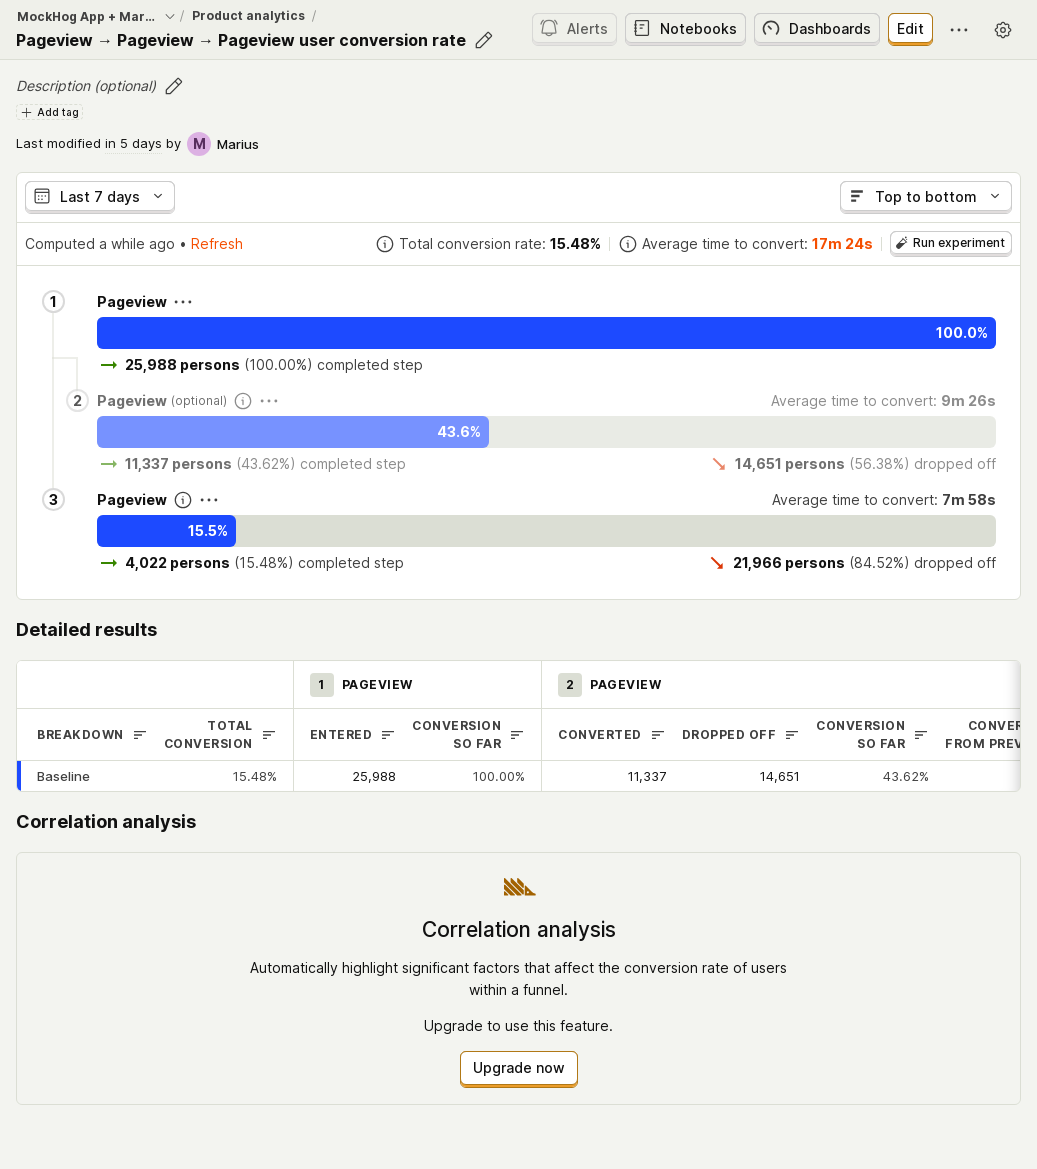 MockHog App + Mar... / Product analytics /
Pageview → Pageview → Pageview user conversion rate
Alerts Notebooks Dashboards Edit
Description (optional)
Add tag
Last modified in 5 days by M Marius
Last 7 days Top to bottom
Computed a while ago • Refresh Total conversion rate: 15.48% Average time to convert: 17m 24s Run experiment
1 Pageview
100.0%
→ 25,988 persons (100.00%) completed step
2 Pageview (optional) Average time to convert: 9m 26s
43.6%
→ 11,337 persons (43.62%) completed step 14,651 persons (56.38%) dropped off
3 Pageview Average time to convert: 7m 58s
15.5%
→ 4,022 persons (15.48%) completed step 21,966 persons (84.52%) dropped off
Detailed results
1 PAGEVIEW 2 PAGEVIEW
BREAKDOWN TOTAL CONVERSION ENTERED CONVERSION SO FAR CONVERTED DROPPED OFF CONVERSION SO FAR CONVER FROM PREV
Baseline 15.48% 25,988 100.00% 11,337 14,651 43.62%
Correlation analysis
Correlation analysis
Automatically highlight significant factors that affect the conversion rate of users
within a funnel.
Upgrade to use this feature.
Upgrade now